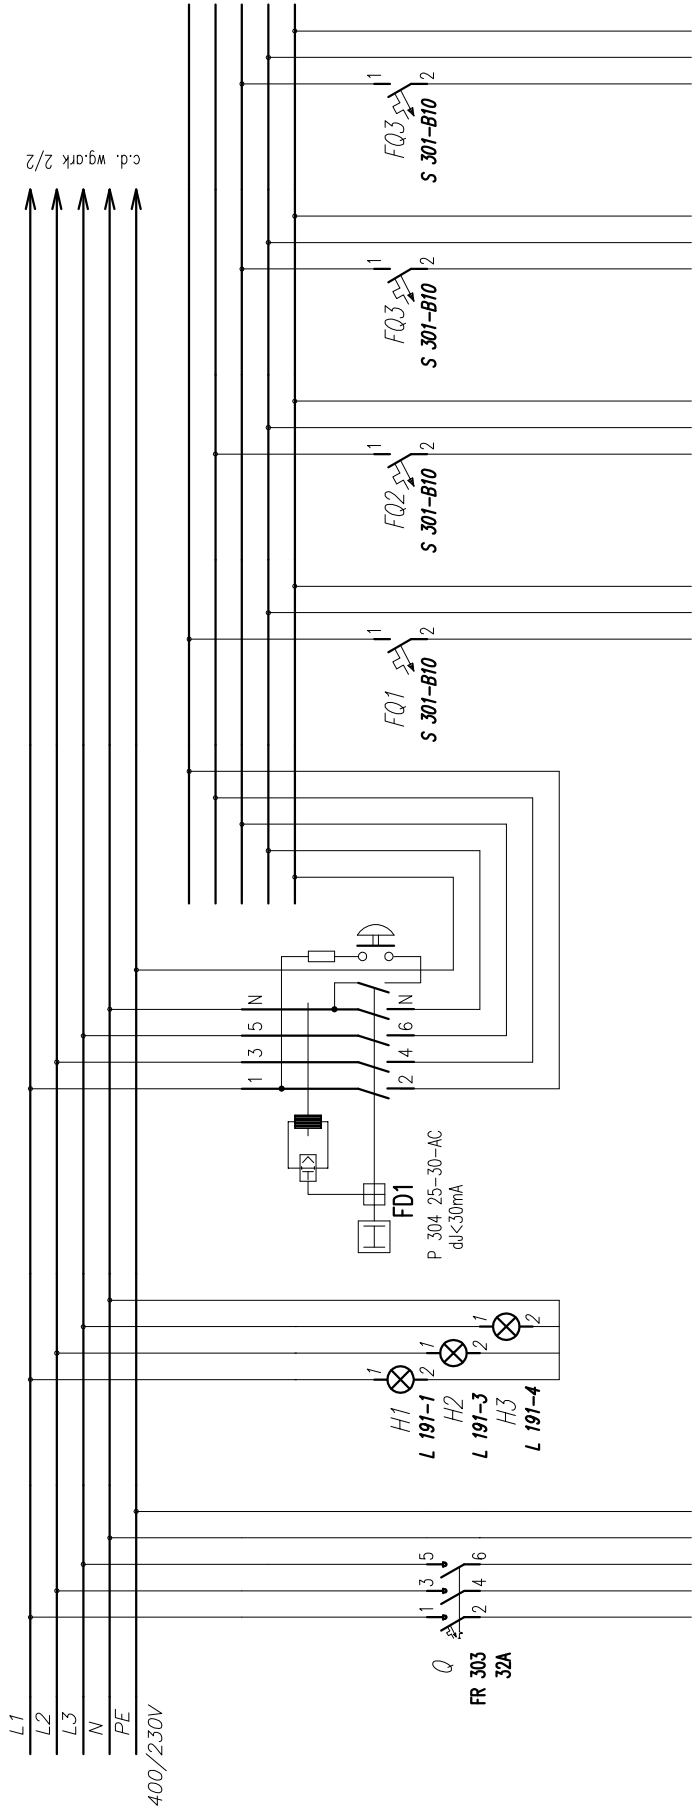 L1
L2
L3
N
PE
400/230V
c.d. wg.ark 2/2
Q
FR 303
32A
1
3
5
2
4
6
H1
L 191-1
1
2
H2
L 191-3
1
2
H3
L 191-4
1
2
FD1
P 304 25-30-AC
dJ<30mA
1
3
5
N
2
4
6
N
FQ1
S 301-B10
1
2
FQ2
S 301-B10
1
2
FQ3
S 301-B10
1
2
FQ3
S 301-B10
1
2